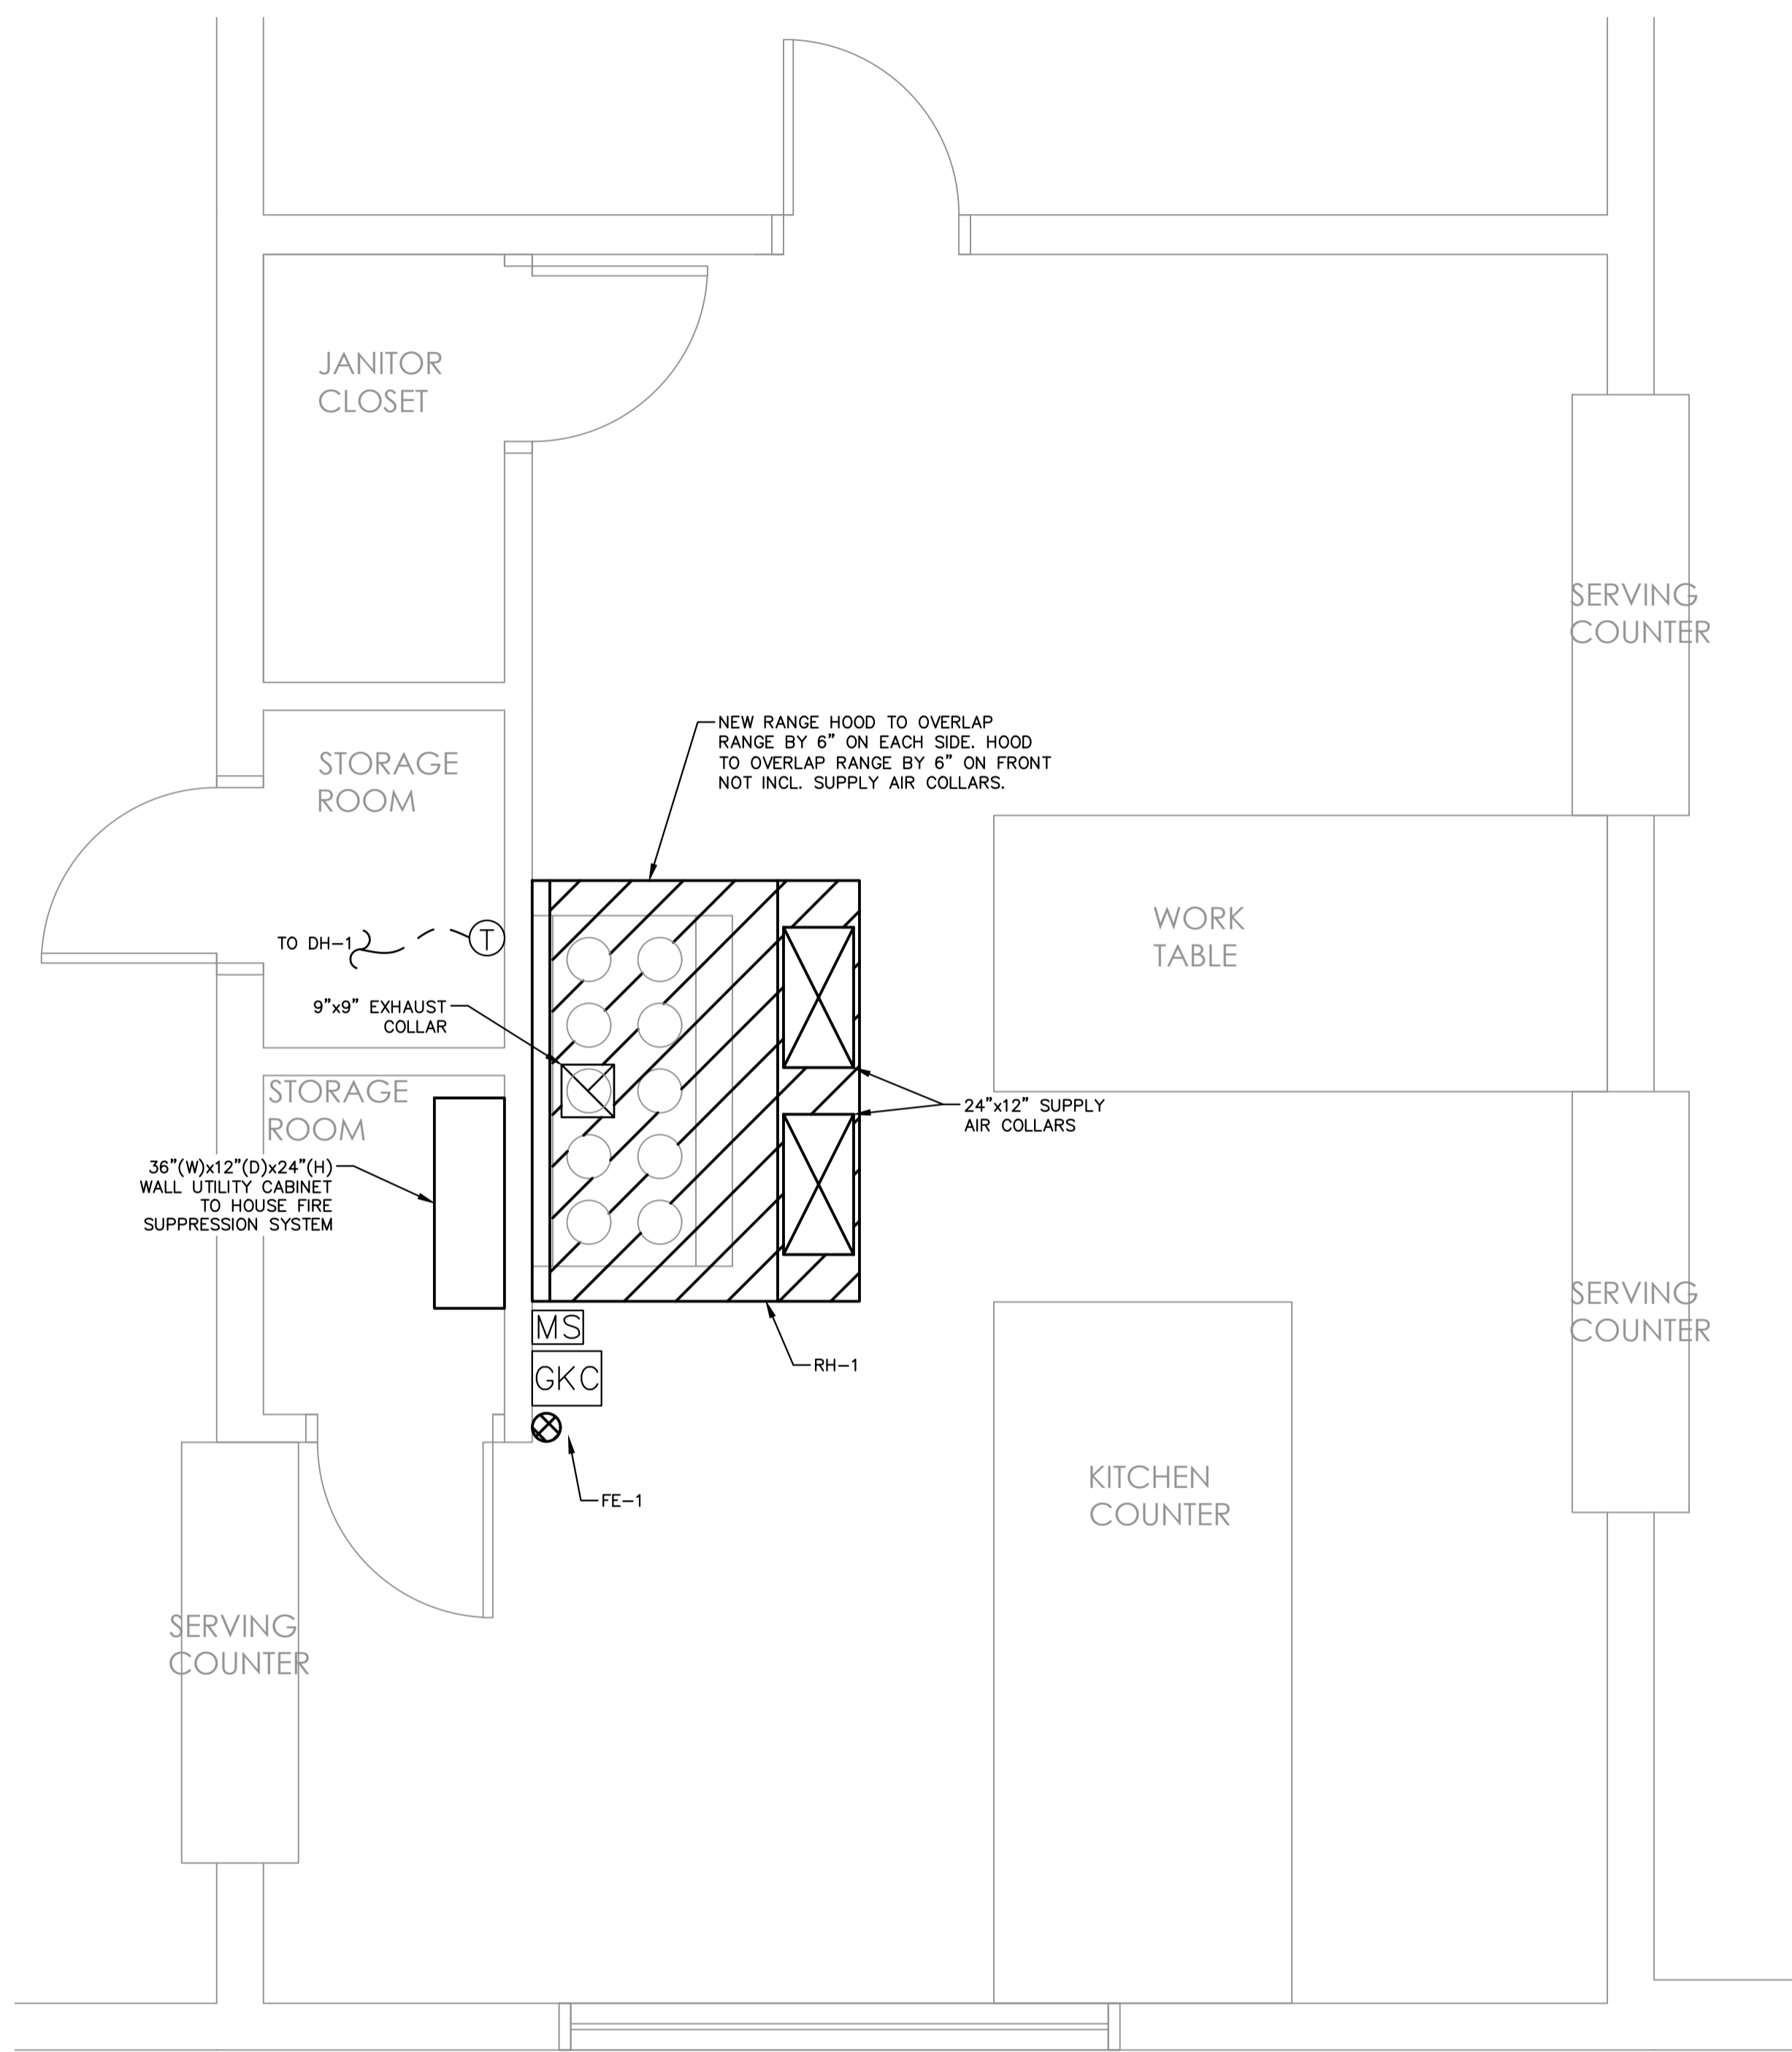 JANITOR
CLOSET
SERVING
COUNTER
NEW RANGE HOOD TO OVERLAP
RANGE BY 6" ON EACH SIDE. HOOD
TO OVERLAP RANGE BY 6" ON FRONT
NOT INCL. SUPPLY AIR COLLARS.
STORAGE
ROOM
WORK
TABLE
TO DH-1
T
9"x9" EXHAUST
COLLAR
STORAGE
ROOM
24"x12" SUPPLY
AIR COLLARS
36"(W)x12"(D)x24"(H)
WALL UTILITY CABINET
TO HOUSE FIRE
SUPPRESSION SYSTEM
SERVING
COUNTER
MS
RH-1
GKC
FE-1
KITCHEN
COUNTER
SERVING
COUNTER